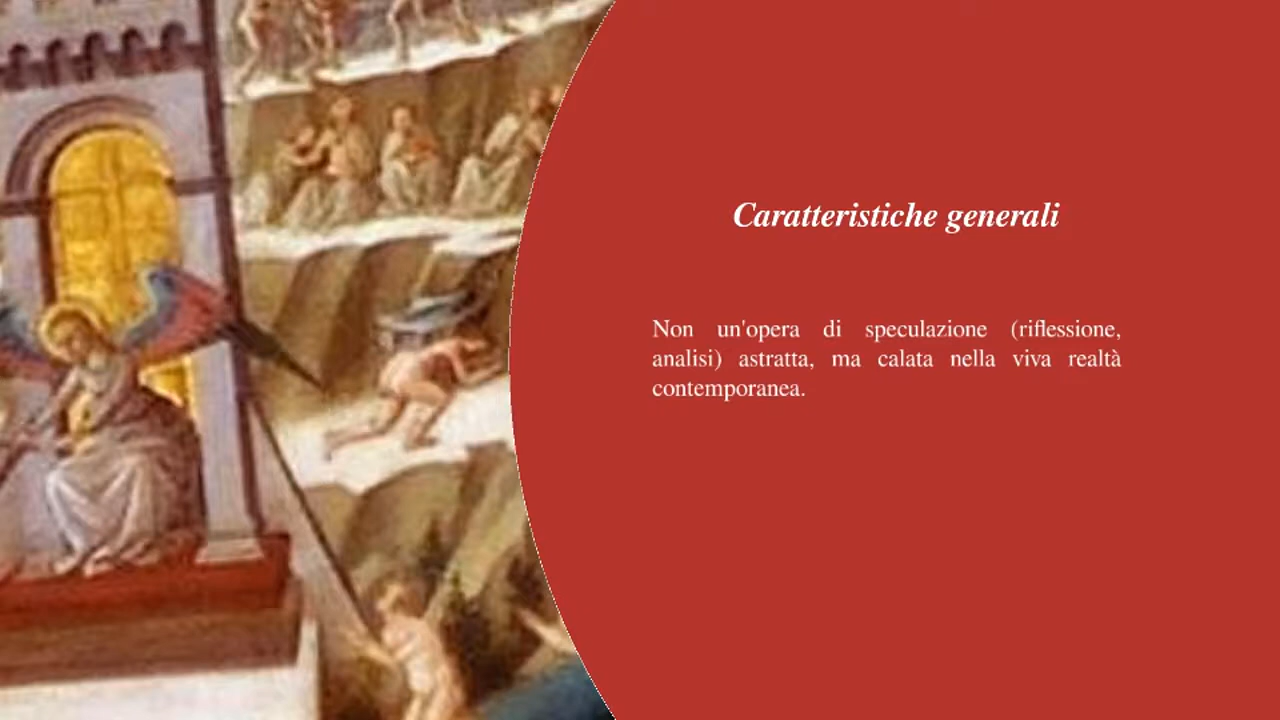 Caratteristiche generali
Non un'opera di speculazione (riflessione,
analisi) astratta, ma calata nella viva realtà
contemporanea.